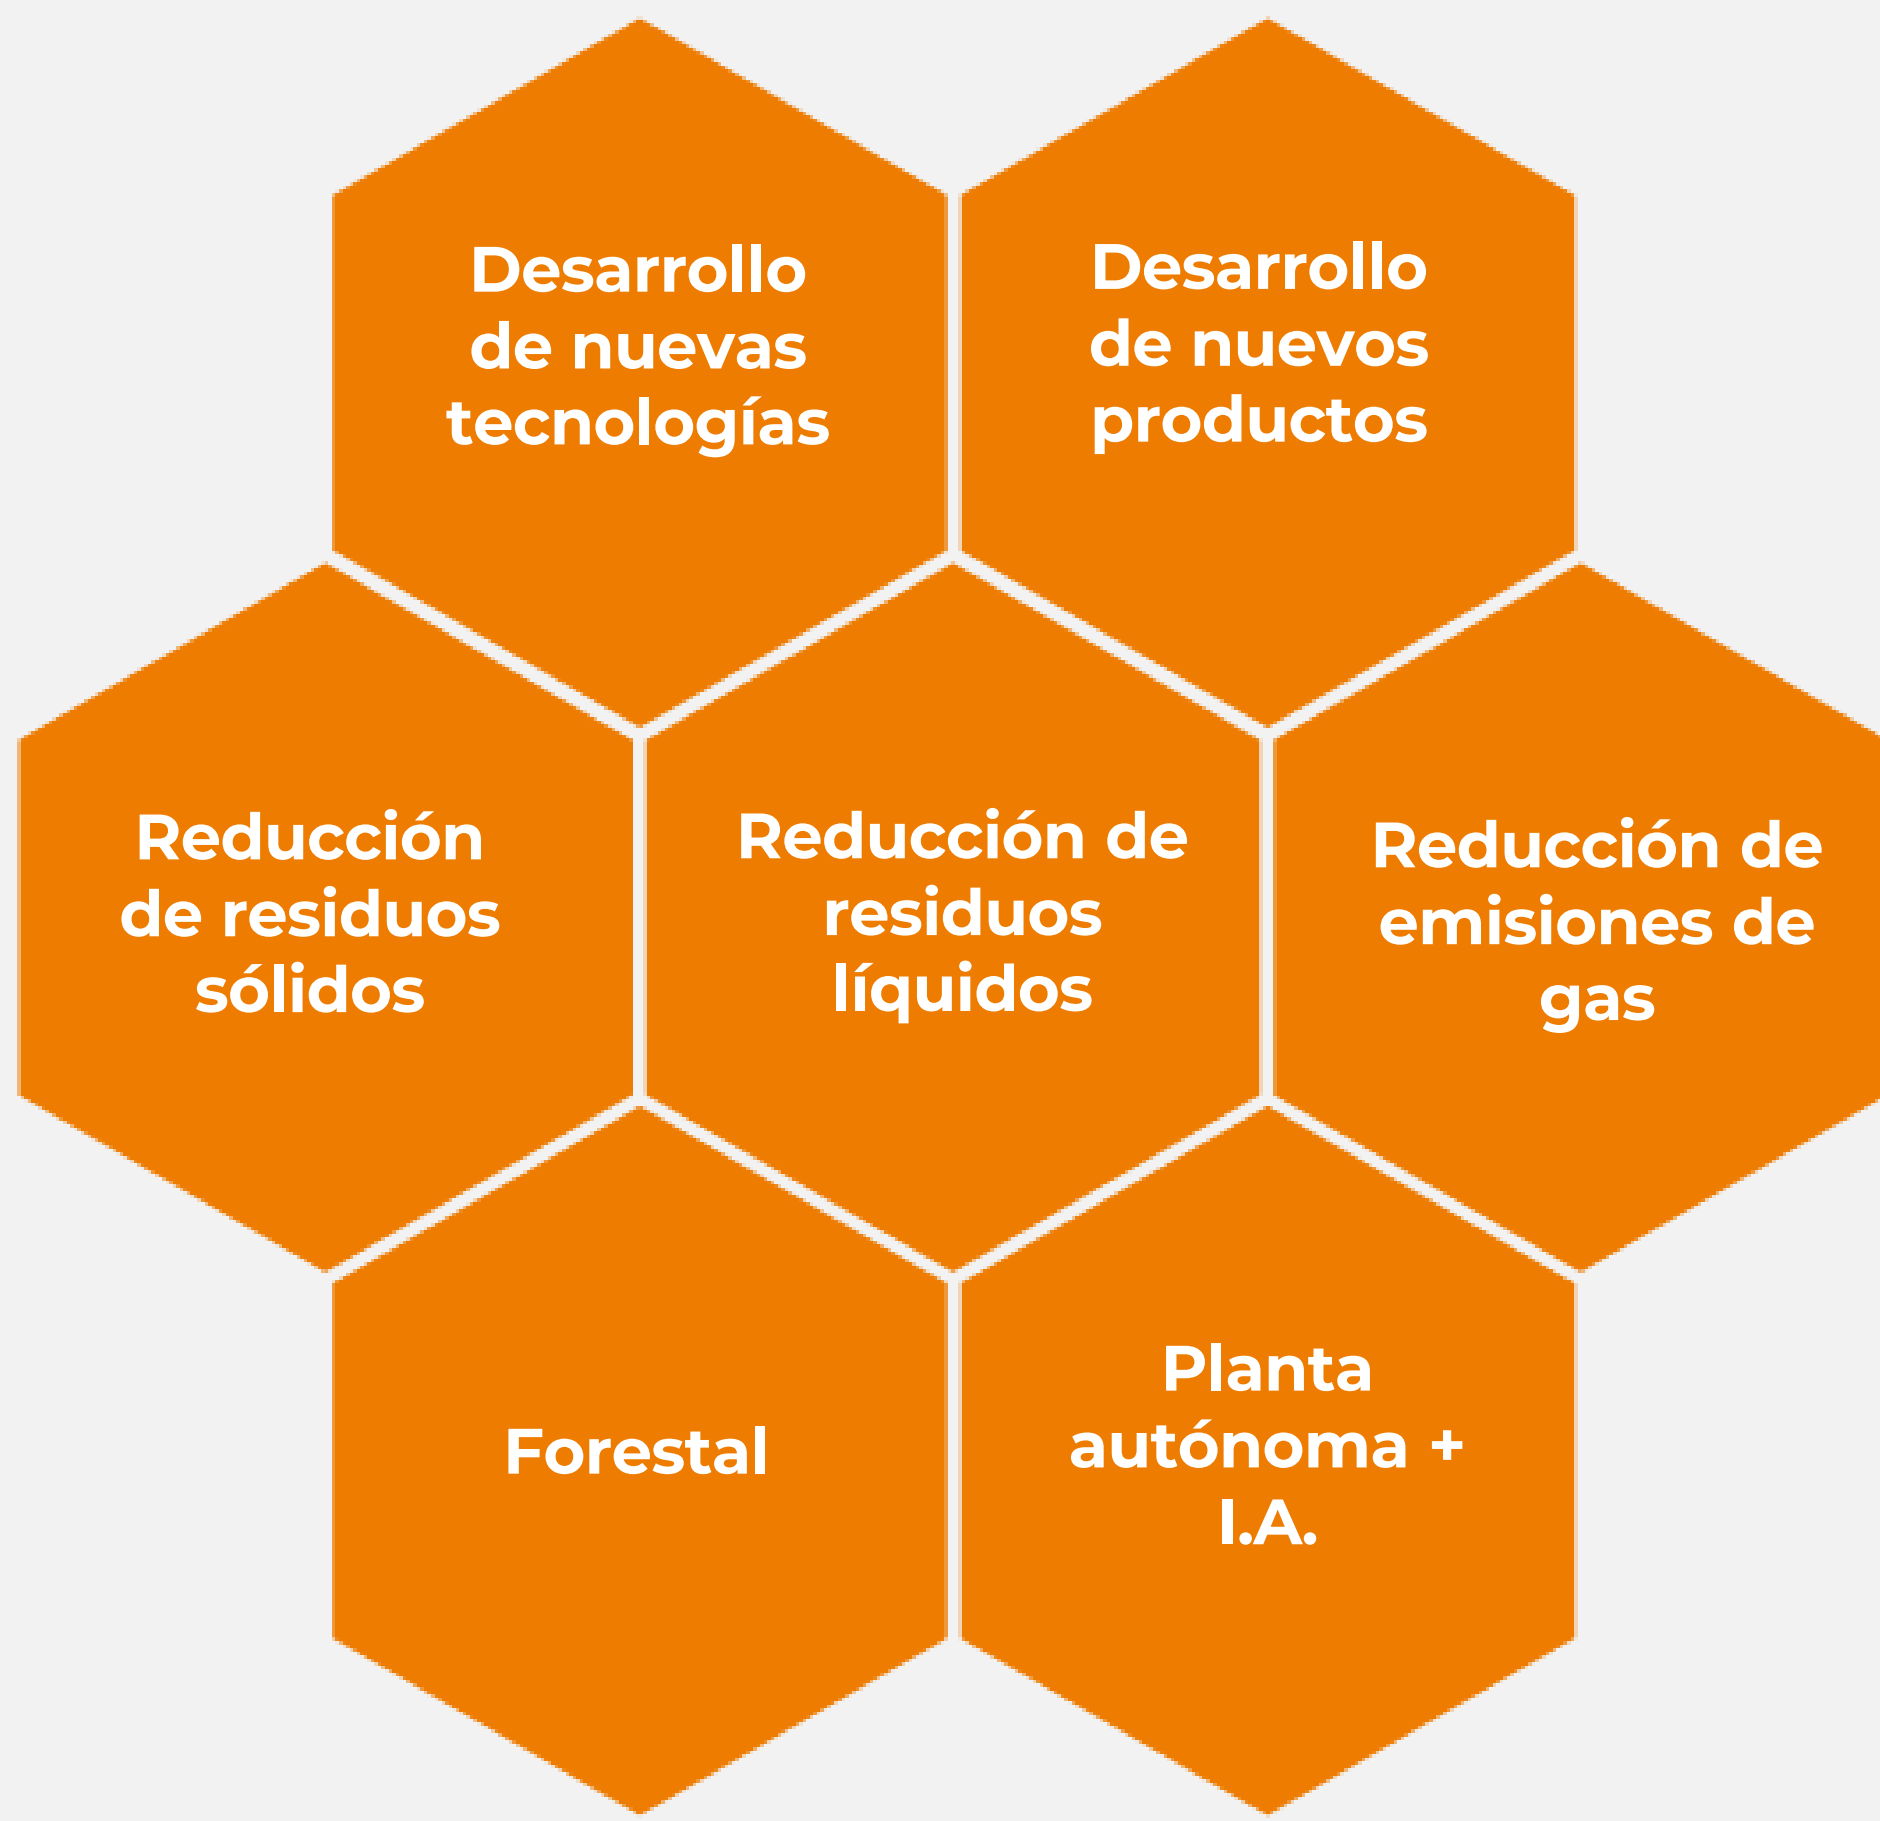 Desarrollo
de nuevas
tecnologías
Desarrollo
de nuevos
productos
Reducción
de residuos
sólidos
Reducción de
residuos
líquidos
Reducción de
emisiones de
gas
Forestal
Planta
autónoma +
I.A.